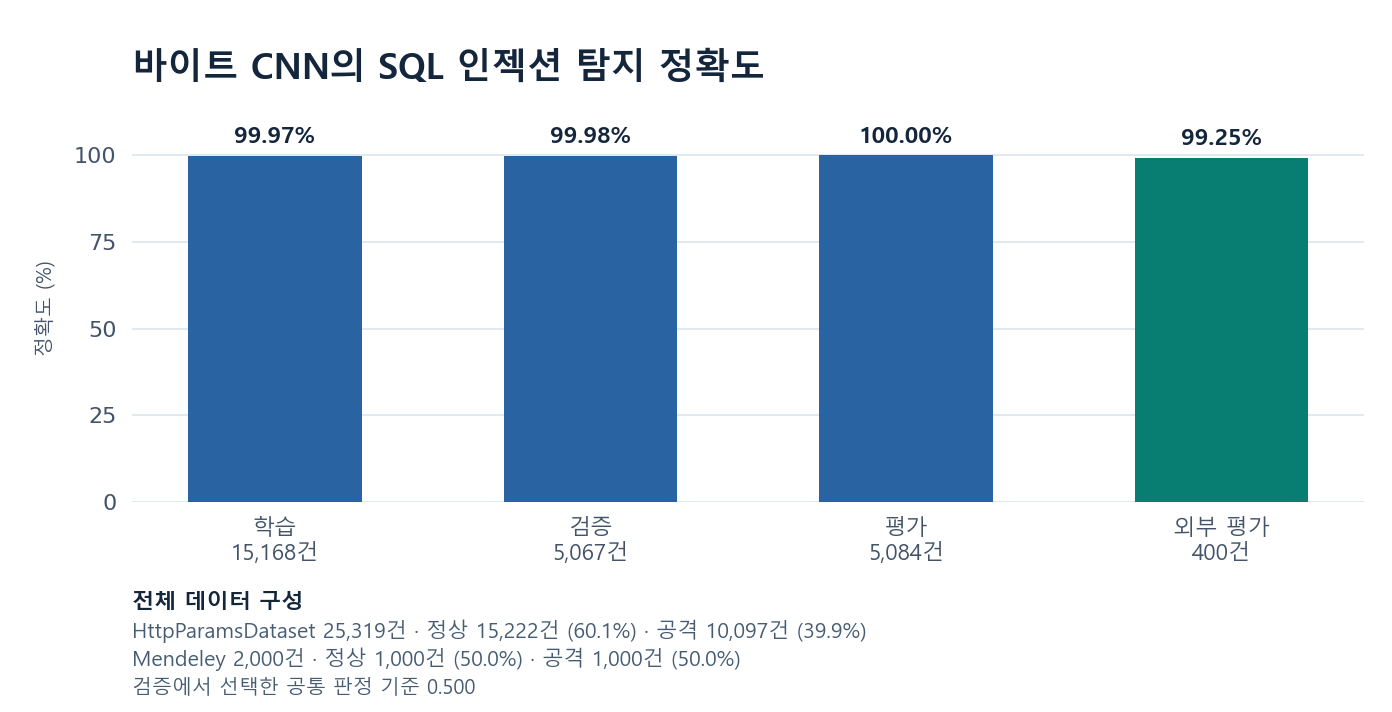 바이트 CNN의 SQL 인젝션 탐지 정확도
99.97%
99.98%
100.00%
99.25%
정확도 (%)
100
75
50
25
0
학습
15,168건
검증
5,067건
평가
5,084건
외부 평가
400건
전체 데이터 구성
HttpParamsDataset 25,319건 · 정상 15,222건 (60.1%) · 공격 10,097건 (39.9%)
Mendeley 2,000건 · 정상 1,000건 (50.0%) · 공격 1,000건 (50.0%)
검증에서 선택한 공통 판정 기준 0.500